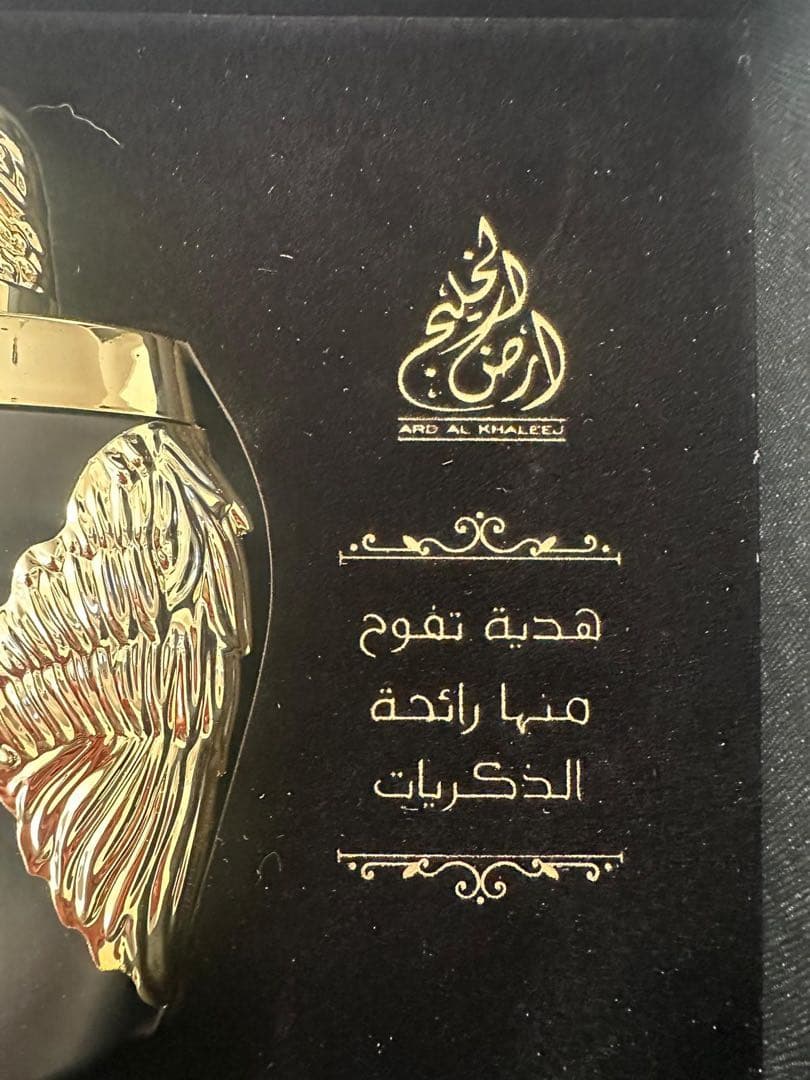 أرض الخليج
ARD AL KHALEEJ
هدية تفوح
منها رائحة
الذكريات